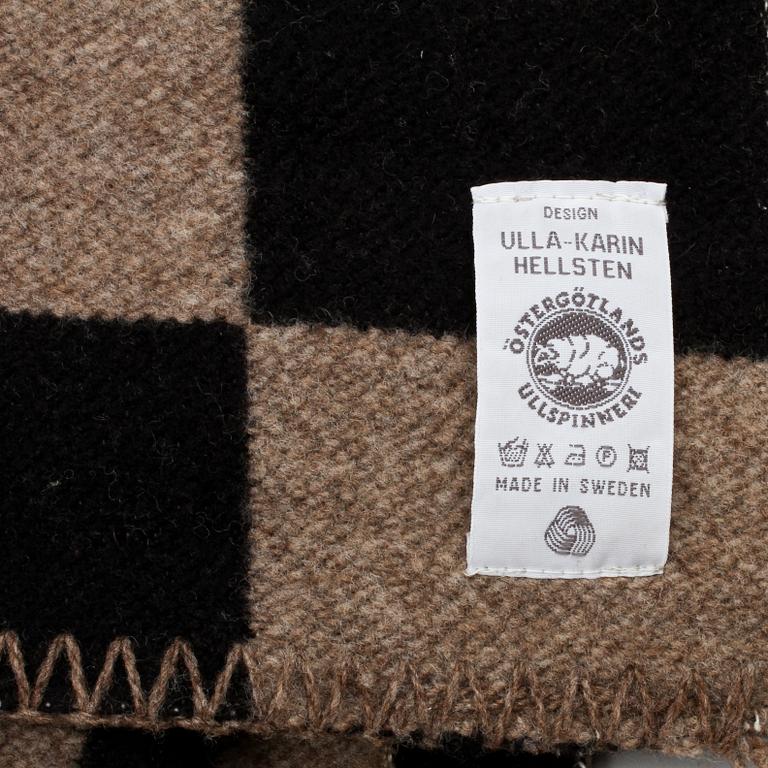 DESIGN
ULLA-KARIN
HELLSTEN
ÖSTERGÖTLANDS
ULLSPINNERI
P
MADE IN SWEDEN